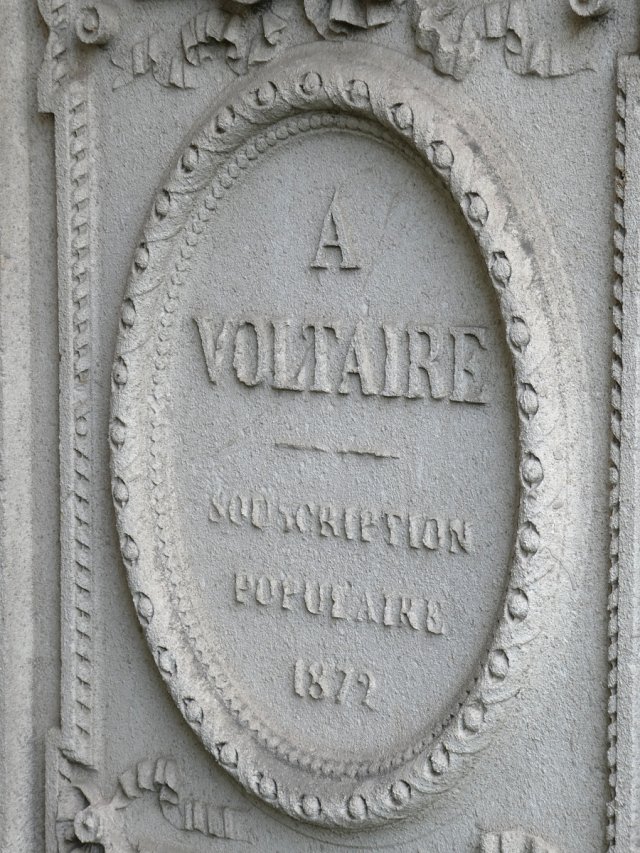 A
VOLTAIRE
SOUSCRIPTION
POPULAIRE
1872